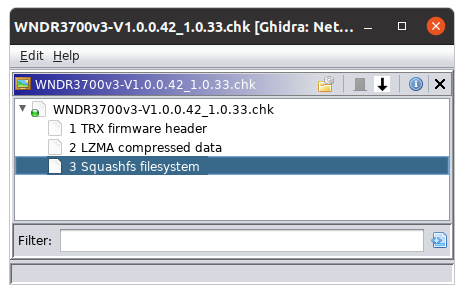 WNDR3700v3-V1.0.0.42_1.0.33.chk [Ghidra: Net...
Edit Help
WNDR3700v3-V1.0.0.42_1.0.33.chk
WNDR3700v3-V1.0.0.42_1.0.33.chk
1 TRX firmware header
2 LZMA compressed data
3 Squashfs filesystem
Filter: